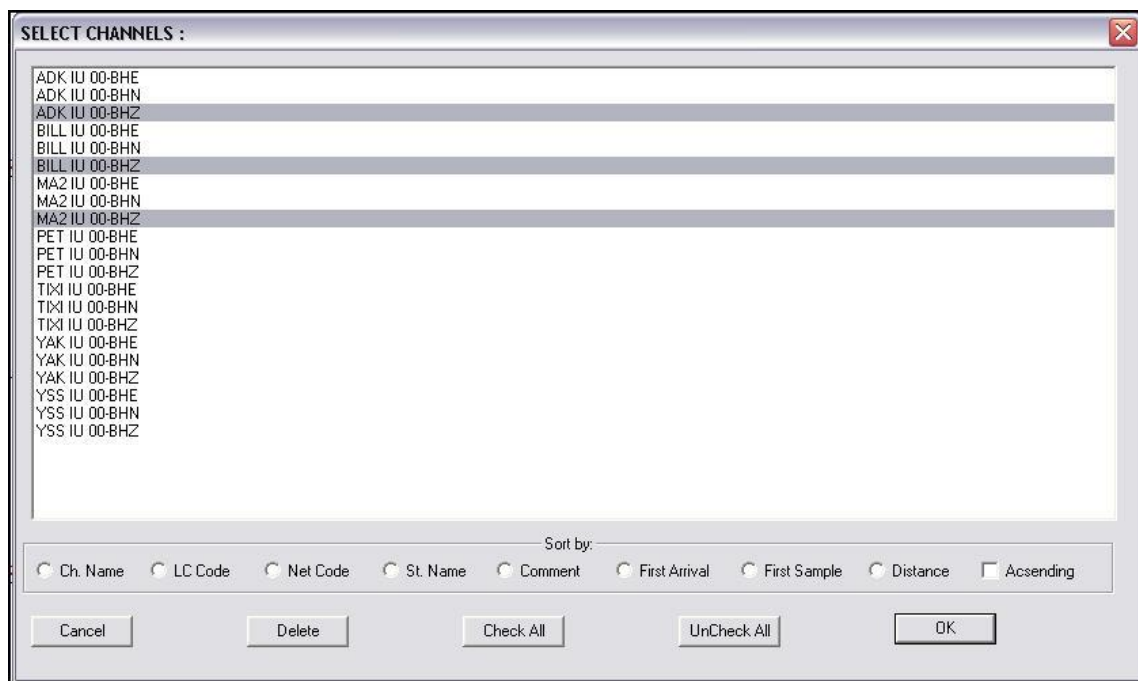 SELECT CHANNELS :
ADK IU 00-BHE
ADK IU 00-BHN
ADK IU 00-BHZ
BILL IU 00-BHE
BILL IU 00-BHN
BILL IU 00-BHZ
MA2 IU 00-BHE
MA2 IU 00-BHN
MA2 IU 00-BHZ
PET IU 00-BHE
PET IU 00-BHN
PET IU 00-BHZ
TIXI IU 00-BHE
TIXI IU 00-BHN
TIXI IU 00-BHZ
YAK IU 00-BHE
YAK IU 00-BHN
YAK IU 00-BHZ
YSS IU 00-BHE
YSS IU 00-BHN
YSS IU 00-BHZ
Sort by:
Ch. Name LC Code Net Code St. Name Comment First Arrival First Sample Distance Acsending
Cancel Delete Check All UnCheck All OK